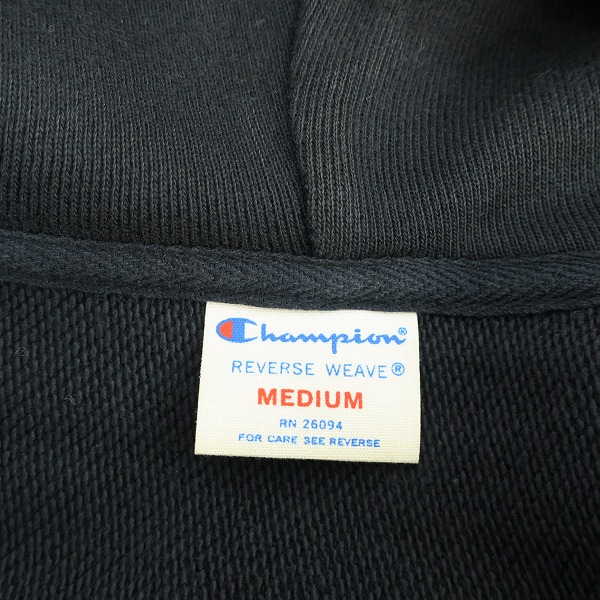 Champion®
REVERSE WEAVE®
MEDIUM
RN 26094
FOR CARE SEE REVERSE